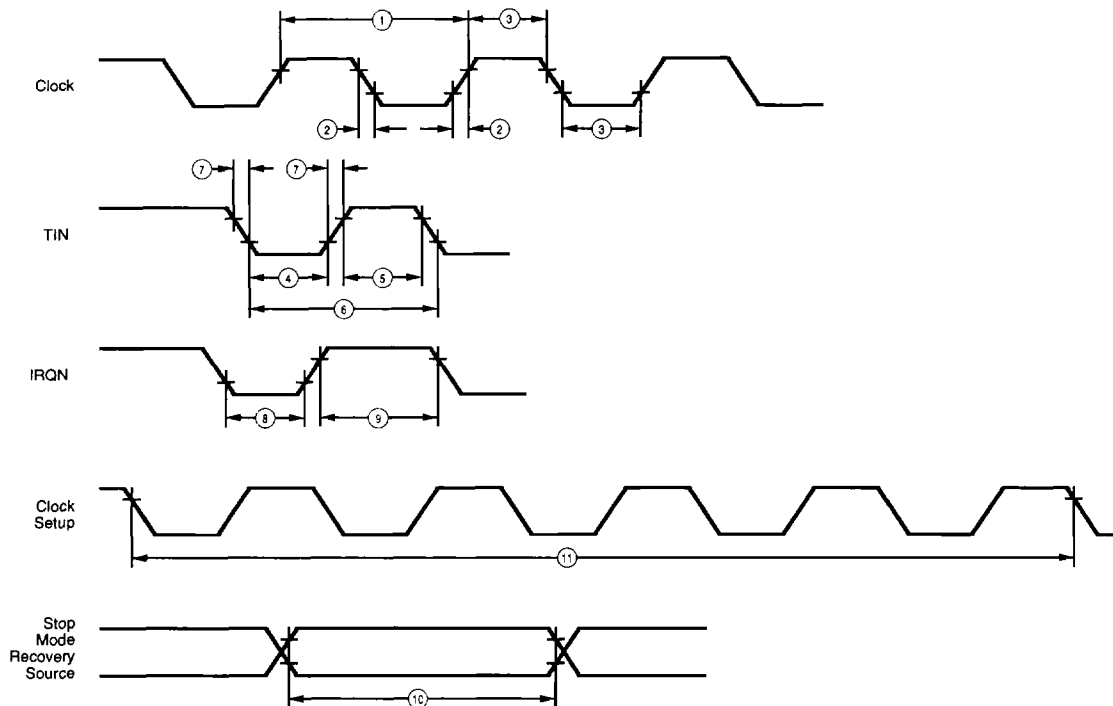 ① ③
Clock
② ② ③
⑦ ⑦
TIN
④ ⑤
⑥
IRQN
⑧ ⑨
Clock
Setup
⑪
Stop
Mode
Recovery
Source
⑩